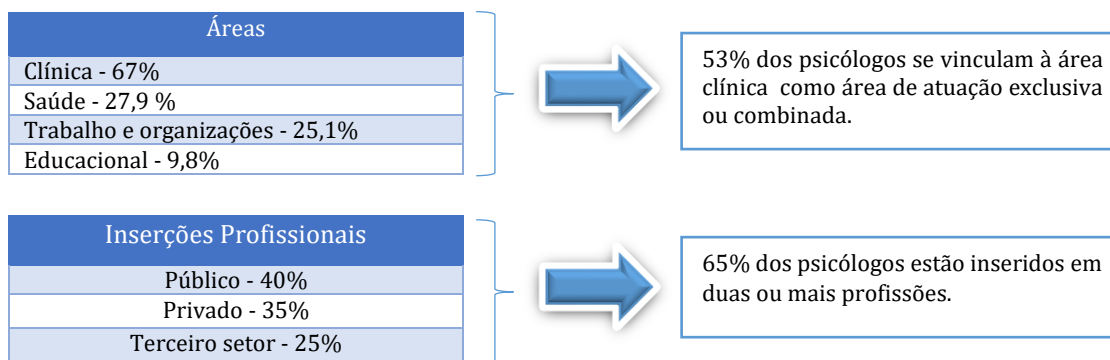 Áreas
Clínica - 67%
Saúde - 27,9 %
Trabalho e organizações - 25,1%
Educacional - 9,8%
53% dos psicólogos se vinculam à área
clínica como área de atuação exclusiva
ou combinada.
Inserções Profissionais
Público - 40%
Privado - 35%
Terceiro setor - 25%
65% dos psicólogos estão inseridos em
duas ou mais profissões.